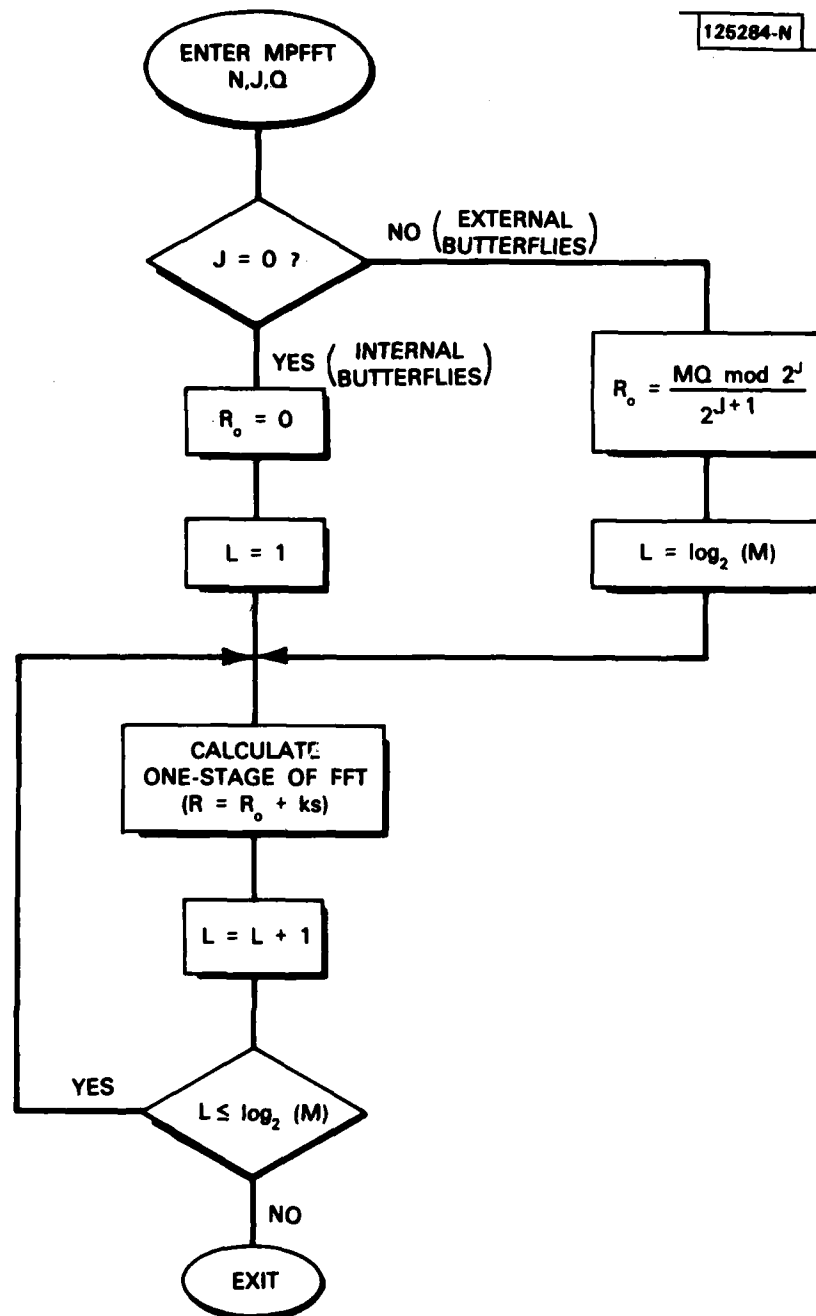 125284-N
ENTER MPFFT
N,J,Q
J = 0 ?
NO (EXTERNAL
BUTTERFLIES)
YES (INTERNAL
BUTTERFLIES)
R₀ = 0
R₀ = MQ mod 2ᴶ
2ᴶ⁺¹
L = 1
L = log₂ (M)
CALCULATE
ONE-STAGE OF FFT
(R = R₀ + ks)
L = L + 1
YES
L ≤ log₂ (M)
NO
EXIT